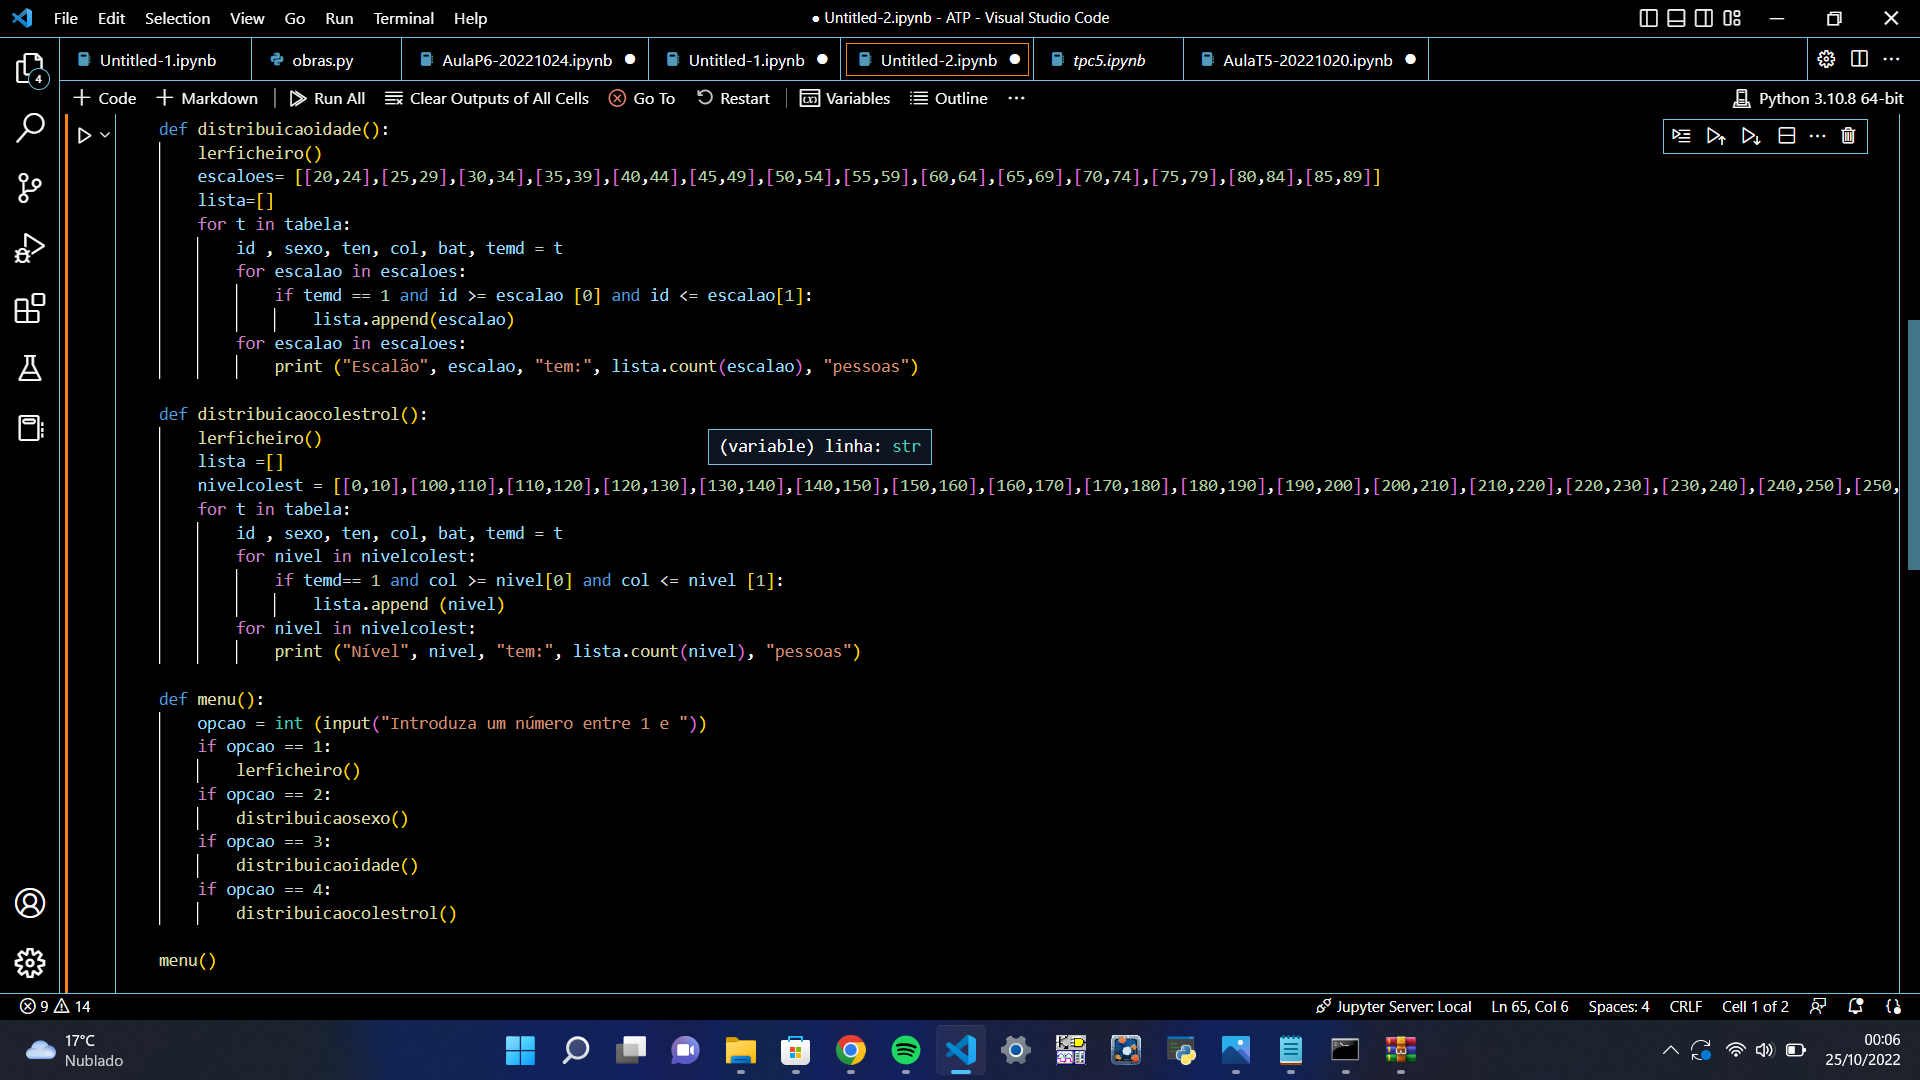 File Edit Selection View Go Run Terminal Help
● Untitled-2.ipynb - ATP - Visual Studio Code
Untitled-1.ipynb obras.py AulaP6-20221024.ipynb Untitled-1.ipynb Untitled-2.ipynb tpc5.ipynb AulaT5-20221020.ipynb
4
+ Code + Markdown Run All Clear Outputs of All Cells Go To Restart Variables Outline ··· Python 3.10.8 64-bit
def distribuicaoidade():
lerficheiro()
escaloes= [[20,24],[25,29],[30,34],[35,39],[40,44],[45,49],[50,54],[55,59],[60,64],[65,69],[70,74],[75,79],[80,84],[85,89]]
lista=[]
for t in tabela:
id , sexo, ten, col, bat, temd = t
for escalao in escaloes:
if temd == 1 and id >= escalao [0] and id <= escalao[1]:
lista.append(escalao)
for escalao in escaloes:
print ("Escalão", escalao, "tem:", lista.count(escalao), "pessoas")
def distribuicaocolestrol():
lerficheiro()
(variable) linha: str
lista =[]
nivelcolest = [[0,10],[100,110],[110,120],[120,130],[130,140],[140,150],[150,160],[160,170],[170,180],[180,190],[190,200],[200,210],[210,220],[220,230],[230,240],[240,250],[250,
for t in tabela:
id , sexo, ten, col, bat, temd = t
for nivel in nivelcolest:
if temd== 1 and col >= nivel[0] and col <= nivel [1]:
lista.append (nivel)
for nivel in nivelcolest:
print ("Nível", nivel, "tem:", lista.count(nivel), "pessoas")
def menu():
opcao = int (input("Introduza um número entre 1 e "))
if opcao == 1:
lerficheiro()
if opcao == 2:
distribuicaosexo()
if opcao == 3:
distribuicaoidade()
if opcao == 4:
distribuicaocolestrol()
menu()
9 14 Jupyter Server: Local Ln 65, Col 6 Spaces: 4 CRLF Cell 1 of 2
17°C
Nublado
00:06
25/10/2022